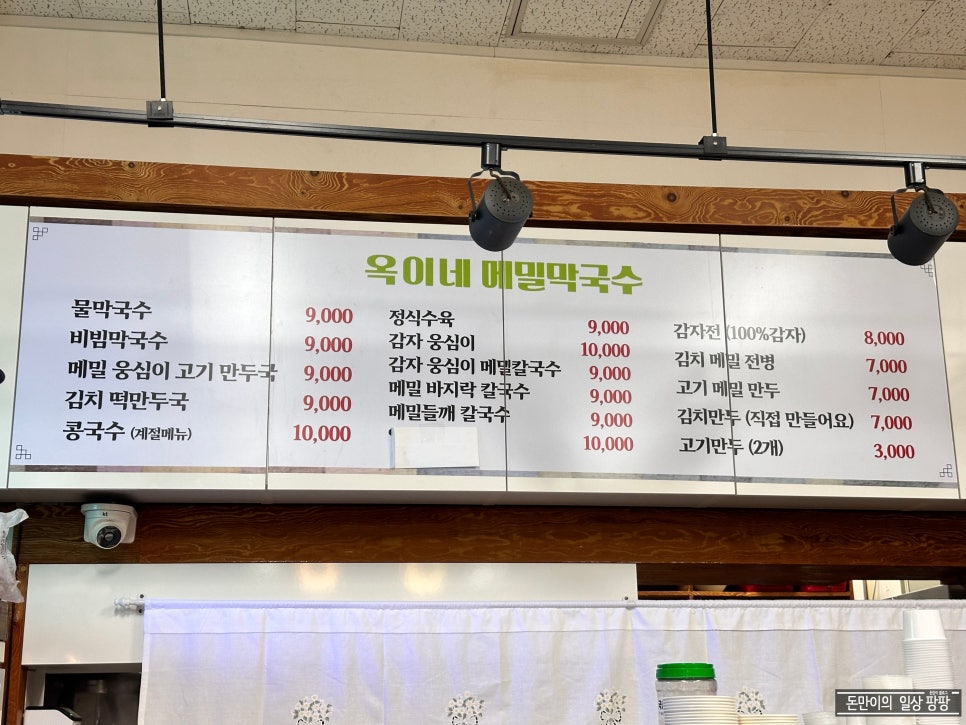 옥이네 메밀막국수
물막국수 9,000
비빔막국수 9,000
메밀 웅심이 고기 만두국 9,000
김치 떡만두국 9,000
콩국수 (계절메뉴) 10,000
정식수육 9,000
감자 웅심이 10,000
감자 웅심이 메밀칼국수 9,000
메밀 바지락 칼국수 9,000
메밀들깨 칼국수 9,000
10,000
감자전 (100%감자) 8,000
김치 메밀 전병 7,000
고기 메밀 만두 7,000
김치만두 (직접 만들어요) 7,000
고기만두 (2개) 3,000
kt
돈만이의 일상 팡팡